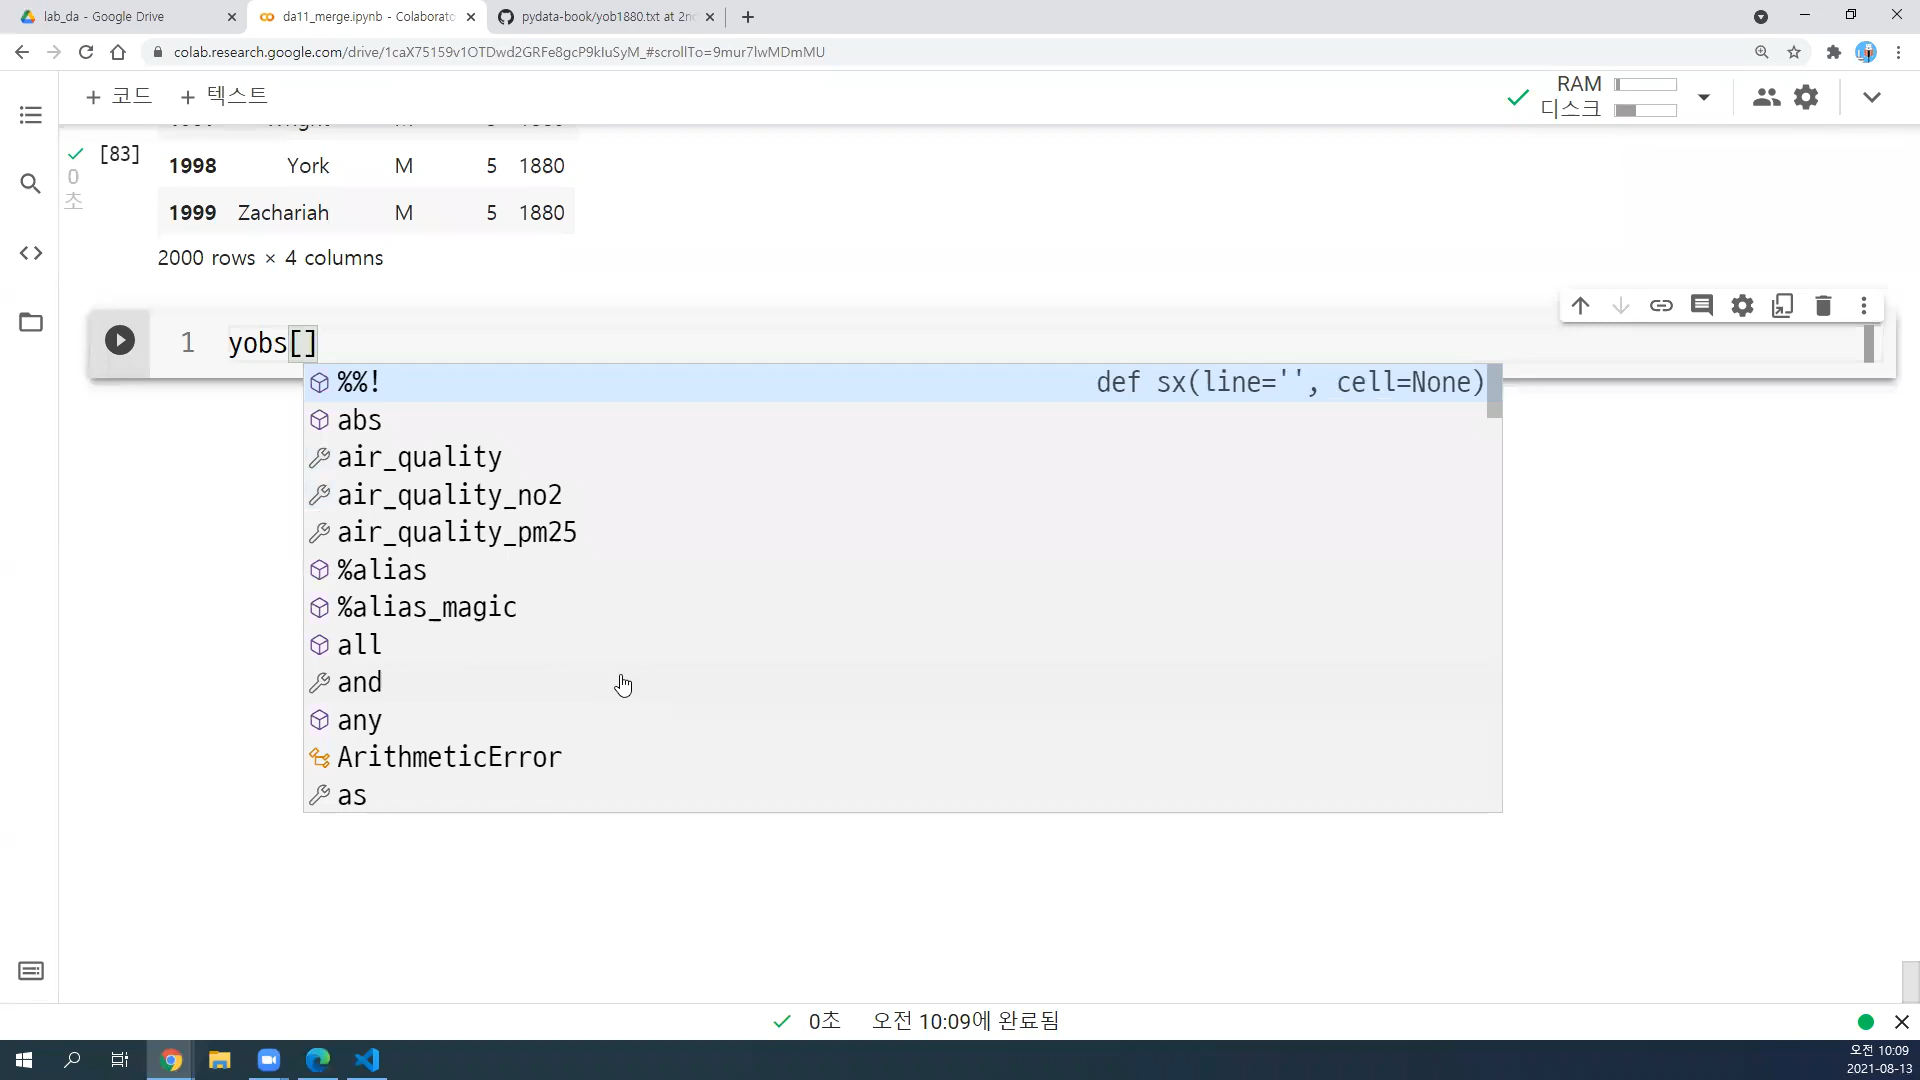 lab_da - Google Drive
da11_merge.ipynb - Colaborato
pydata-book/yob1880.txt at 2n
colab.research.google.com/drive/1caX75159v1OTDwd2GRFe8gcP9kIuSyM_#scrollTo=9mur7lwMDmMU
+ 코드 + 텍스트
RAM
디스크
[83]
0
초
1998 York M 5 1880
1999 Zachariah M 5 1880
2000 rows × 4 columns
1 yobs[]
%%! def sx(line='', cell=None)
abs
air_quality
air_quality_no2
air_quality_pm25
%alias
%alias_magic
all
and
any
ArithmeticError
as
0초 오전 10:09에 완료됨
오전 10:09
2021-08-13